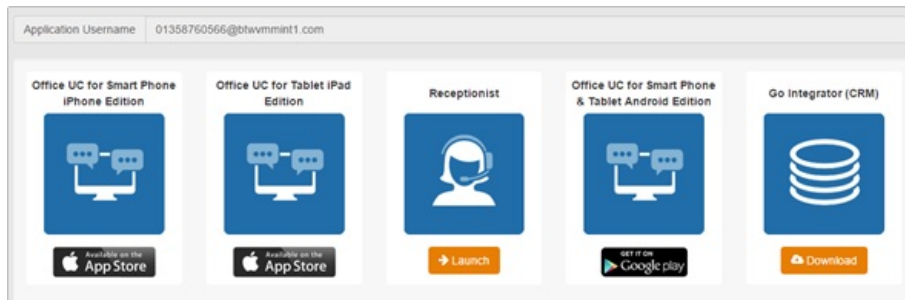 Application Username 01358760566@btwvmmint1.com
Office UC for Smart Phone
iPhone Edition
Office UC for Tablet iPad
Edition
Receptionist
Office UC for Smart Phone
& Tablet Android Edition
Go Integrator (CRM)
Available on the
App Store
Available on the
App Store
Launch
GET IT ON
Google play
Download